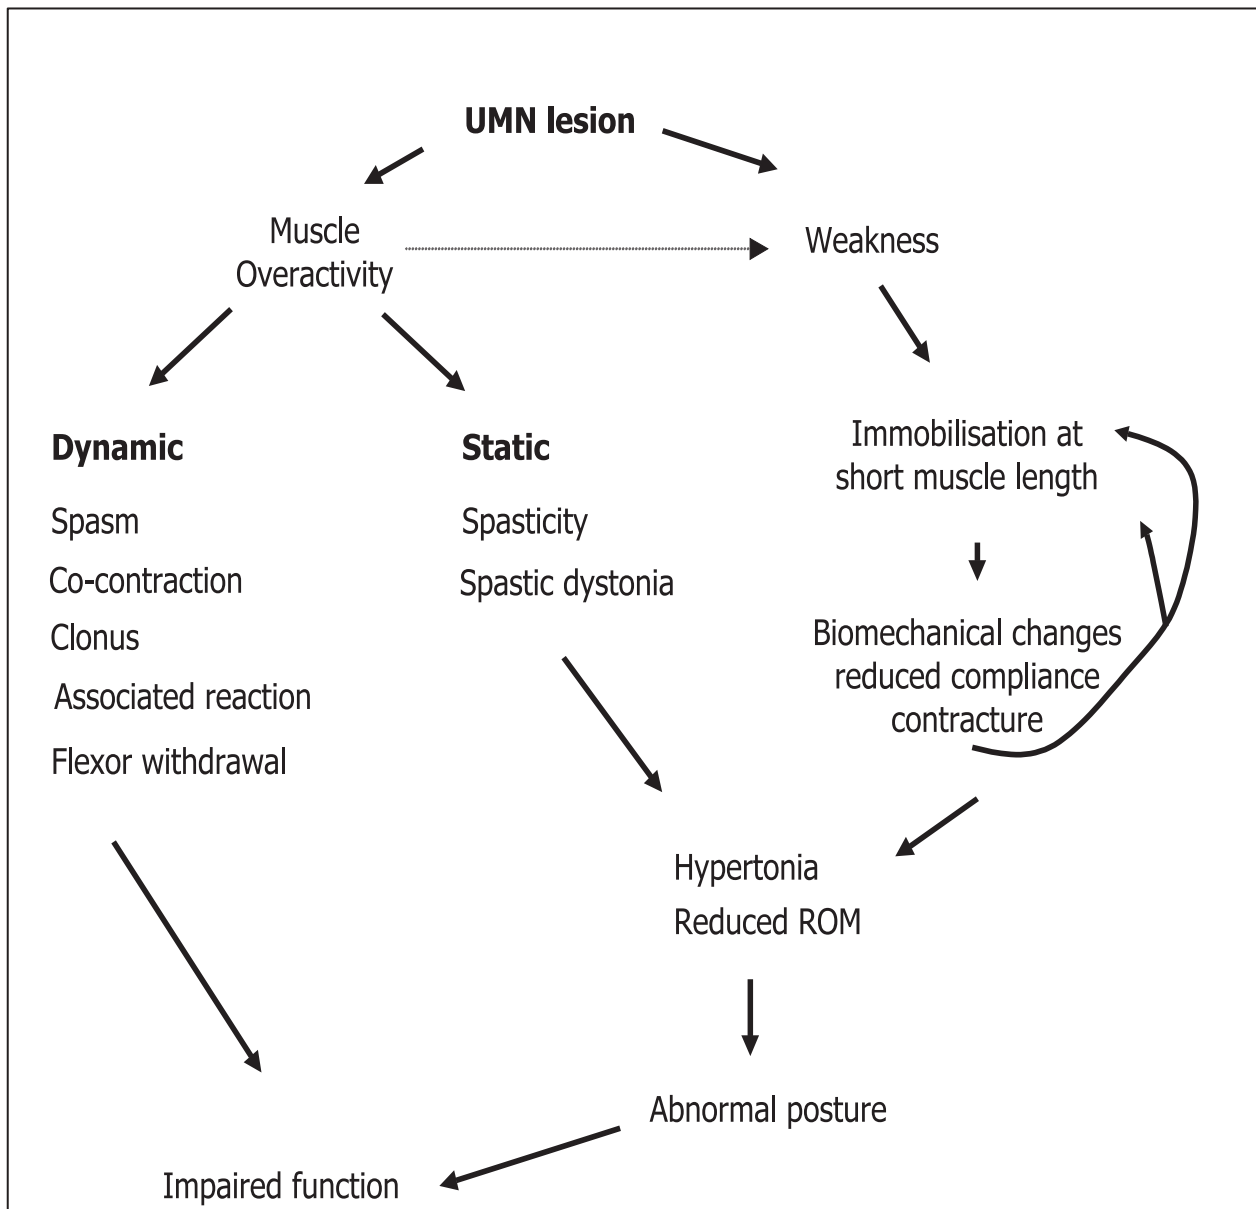 UMN lesion
Muscle
Overactivity
Weakness
Dynamic
Spasm
Co-contraction
Clonus
Associated reaction
Flexor withdrawal
Static
Spasticity
Spastic dystonia
Immobilisation at
short muscle length
Biomechanical changes
reduced compliance
contracture
Hypertonia
Reduced ROM
Abnormal posture
Impaired function